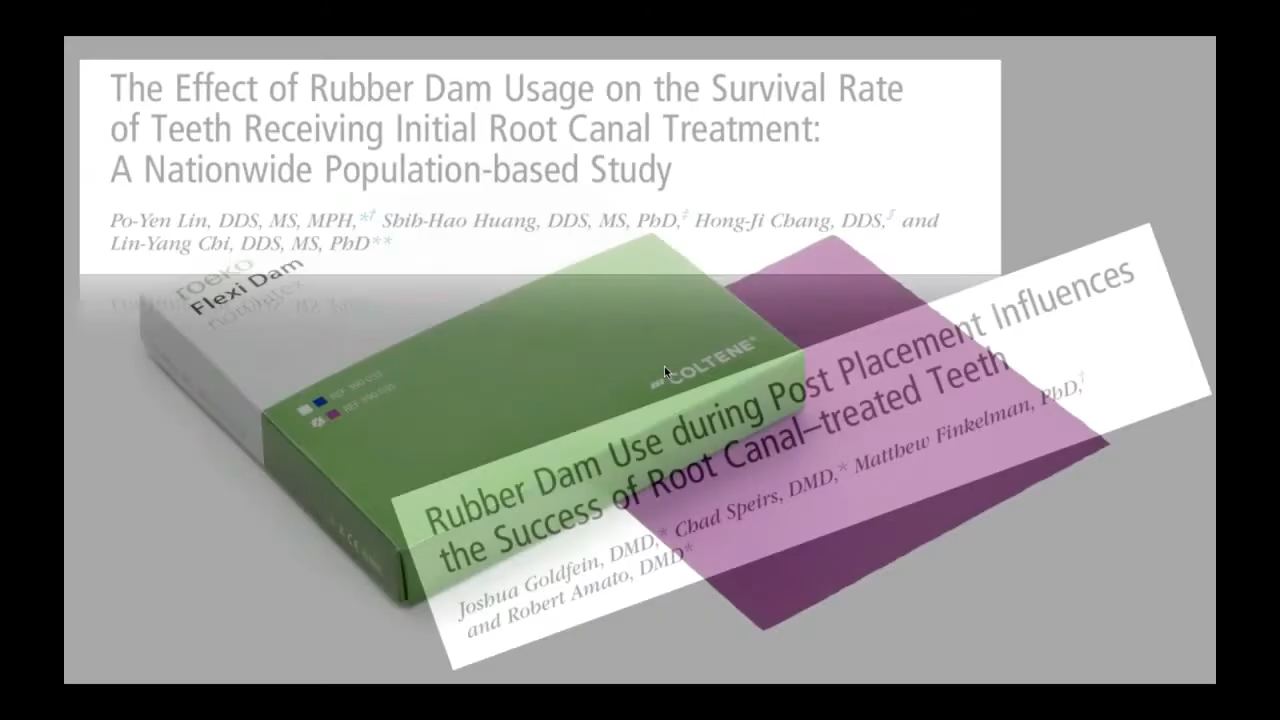 The Effect of Rubber Dam Usage on the Survival Rate
of Teeth Receiving Initial Root Canal Treatment:
A Nationwide Population-based Study
Po-Yen Lin, DDS, MS, MPH,*† Shih-Hao Huang, DDS, MS, PhD,‡ Hong-Ji Chang, DDS,§ and
Lin-Yang Chi, DDS, MS, PhD**
roeko
Flexi Dam
COLTENE
Rubber Dam Use during Post Placement Influences
the Success of Root Canal–treated Teeth
Joshua Goldfein, DMD,* Chad Speirs, DMD,* Matthew Finkelman, PhD,†
and Robert Amato, DMD*